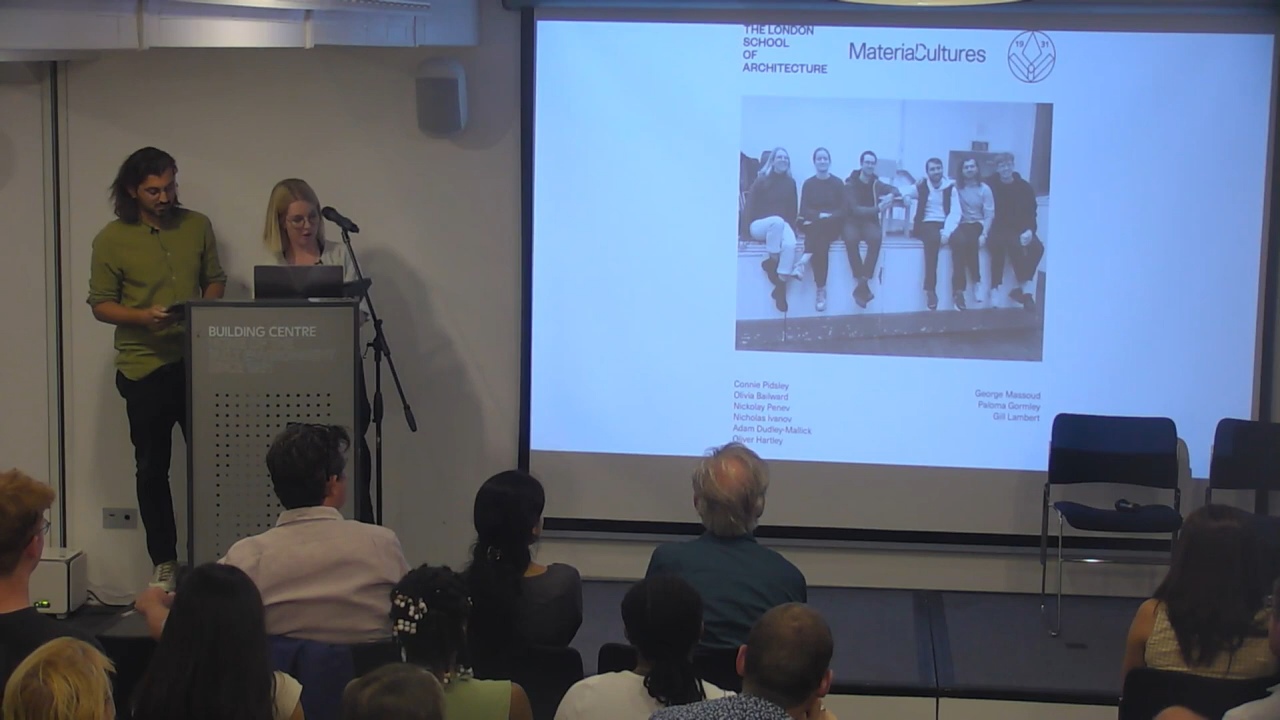 THE LONDON
SCHOOL
OF
ARCHITECTURE
MateriaCultures
19 31
BUILDING CENTRE
Connie Pidsley
Olivia Bailward
Nickolay Penev
Nicholas Ivanov
Adam Dudley-Mallick
Oliver Hartley
George Massoud
Paloma Gormley
Gill Lambert